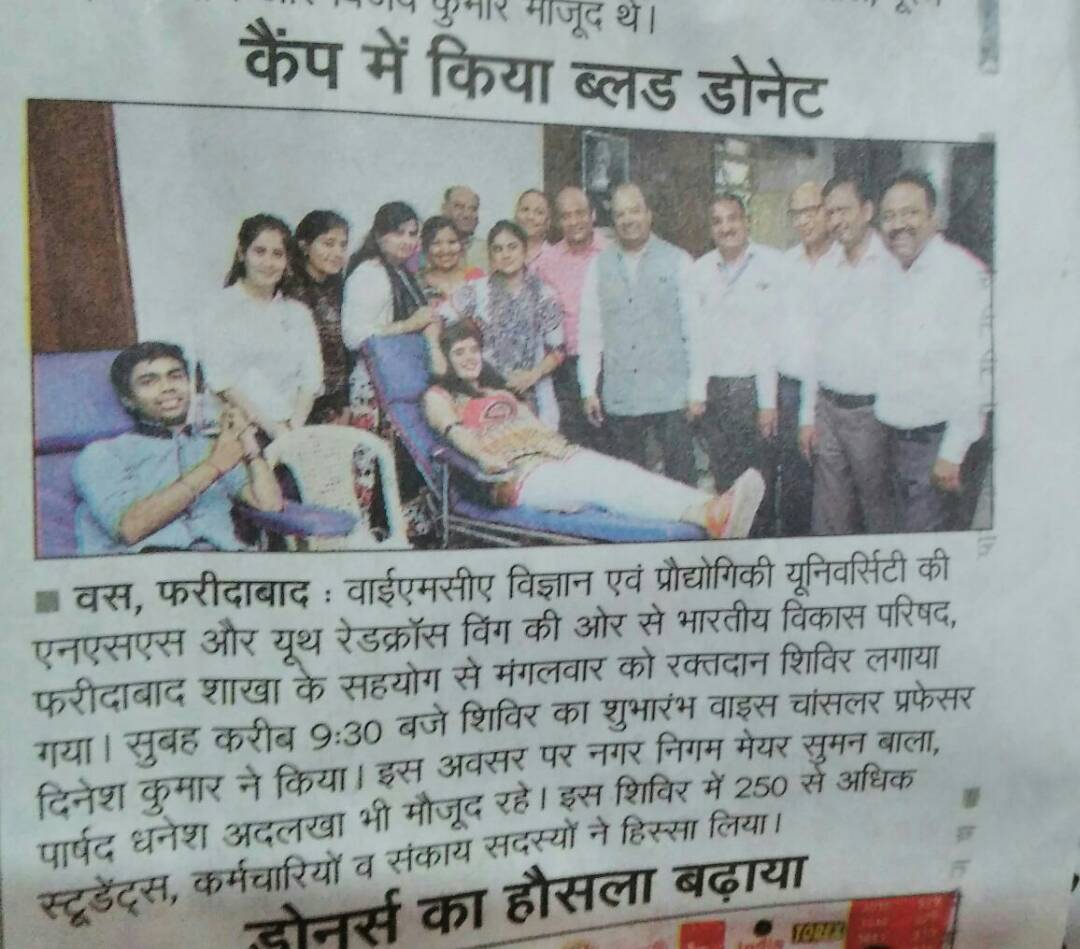 कुमार मौजूद थे।
कैंप में किया ब्लड डोनेट
वस, फरीदाबाद : वाईएमसीए विज्ञान एवं प्रौद्योगिकी यूनिवर्सिटी की
एनएसएस और यूथ रेडक्रॉस विंग की ओर से भारतीय विकास परिषद,
फरीदाबाद शाखा के सहयोग से मंगलवार को रक्तदान शिविर लगाया
गया। सुबह करीब 9:30 बजे शिविर का शुभारंभ वाइस चांसलर प्रफेसर
दिनेश कुमार ने किया। इस अवसर पर नगर निगम मेयर सुमन बाला,
पार्षद धनेश अदलखा भी मौजूद रहे। इस शिविर में 250 से अधिक
स्टूडेंट्स, कर्मचारियों व संकाय सदस्यों ने हिस्सा लिया।
डोनर्स का हौसला बढ़ाया